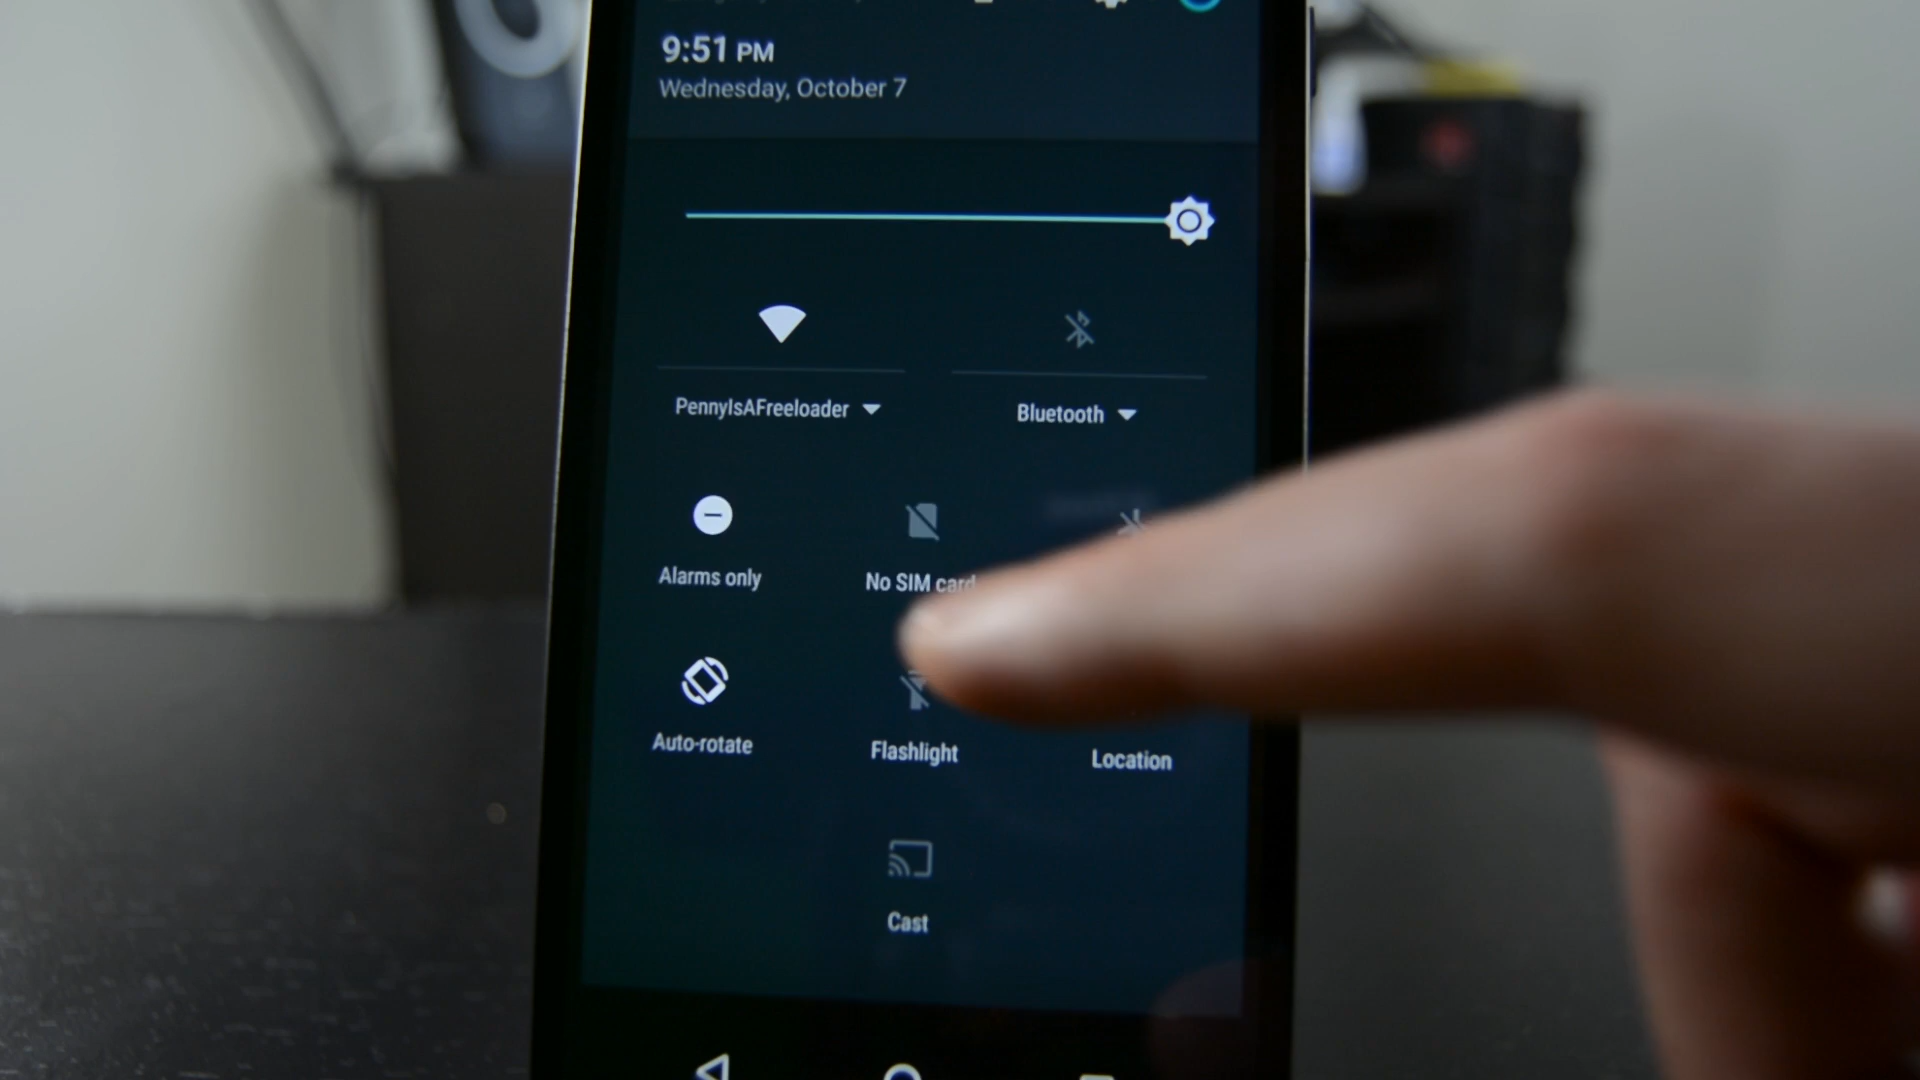 9:51 PM
Wednesday, October 7
PennyIsAFreeloader
Bluetooth
Alarms only
No SIM card
Auto-rotate
Flashlight
Location
Cast